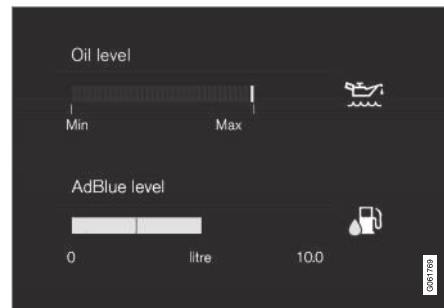 Oil level
Min Max
AdBlue level
0 litre 10.0
G061769